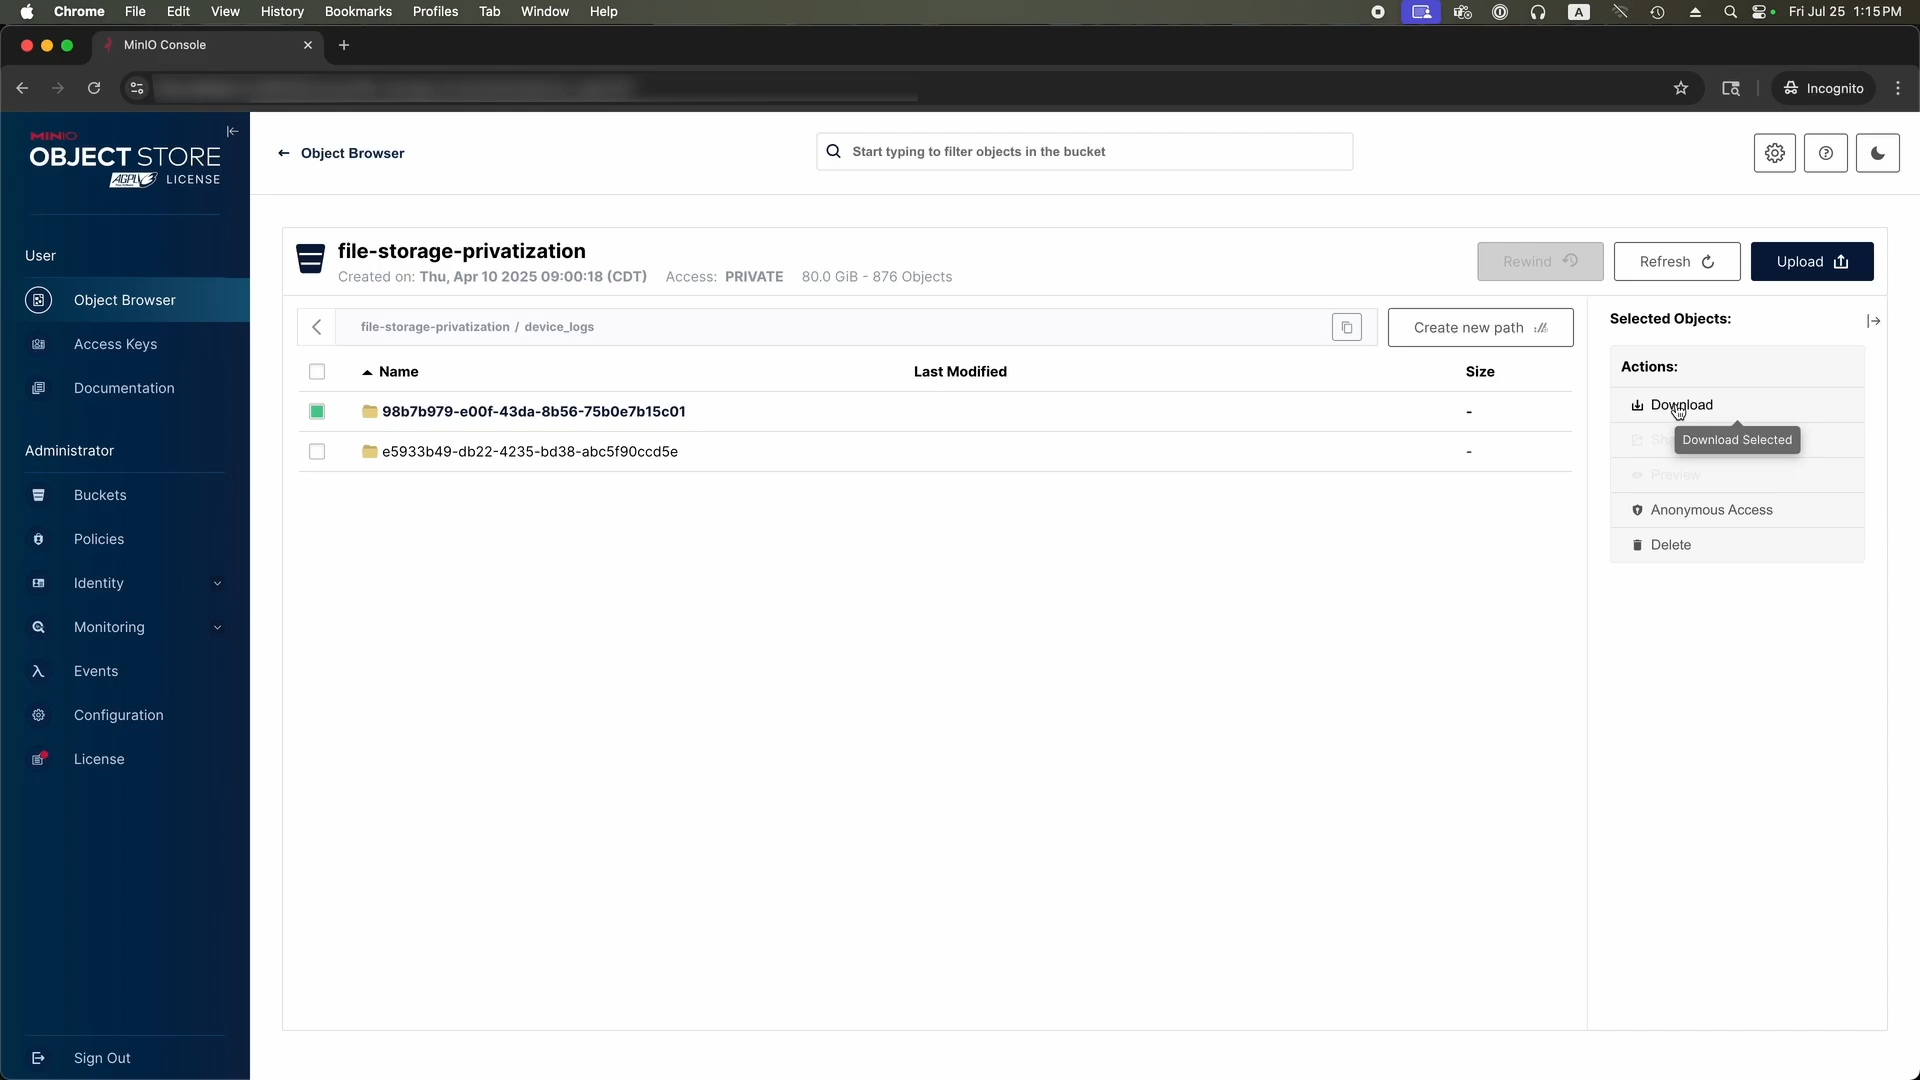 Chrome File Edit View History Bookmarks Profiles Tab Window Help
A Fri Jul 25 1:15 PM
MinIO Console
Incognito
MINIO
OBJECT STORE
AGPLv3 LICENSE
User
Object Browser
Access Keys
Documentation
Administrator
Buckets
Policies
Identity
Monitoring
Events
Configuration
License
Sign Out
Object Browser
Start typing to filter objects in the bucket
file-storage-privatization
Created on: Thu, Apr 10 2025 09:00:18 (CDT) Access: PRIVATE 80.0 GiB - 876 Objects
Rewind
Refresh
Upload
file-storage-privatization / device_logs
Create new path
Name Last Modified Size
98b7b979-e00f-43da-8b56-75b0e7b15c01 -
e5933b49-db22-4235-bd38-abc5f90ccd5e -
Selected Objects:
Actions:
Download
Download Selected
Preview
Anonymous Access
Delete